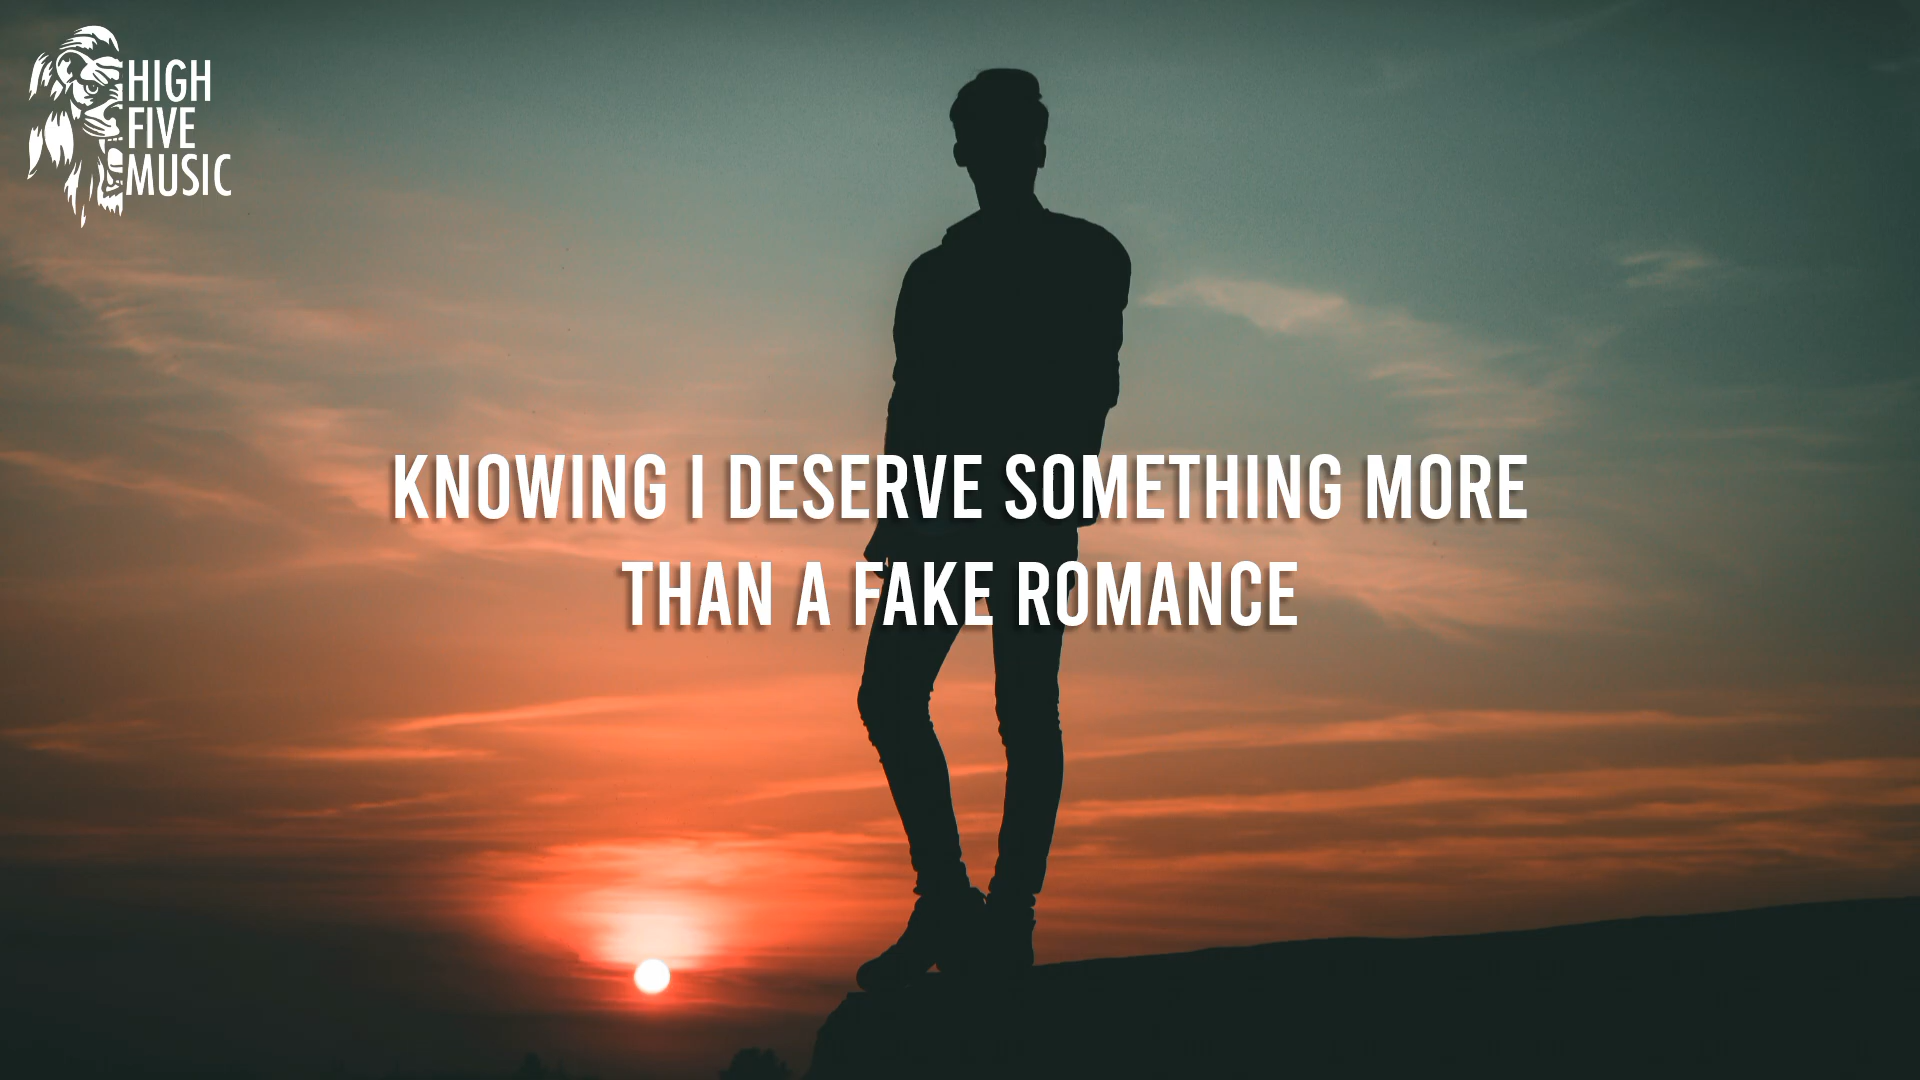 HIGH
FIVE
MUSIC
KNOWING I DESERVE SOMETHING MORE
THAN A FAKE ROMANCE